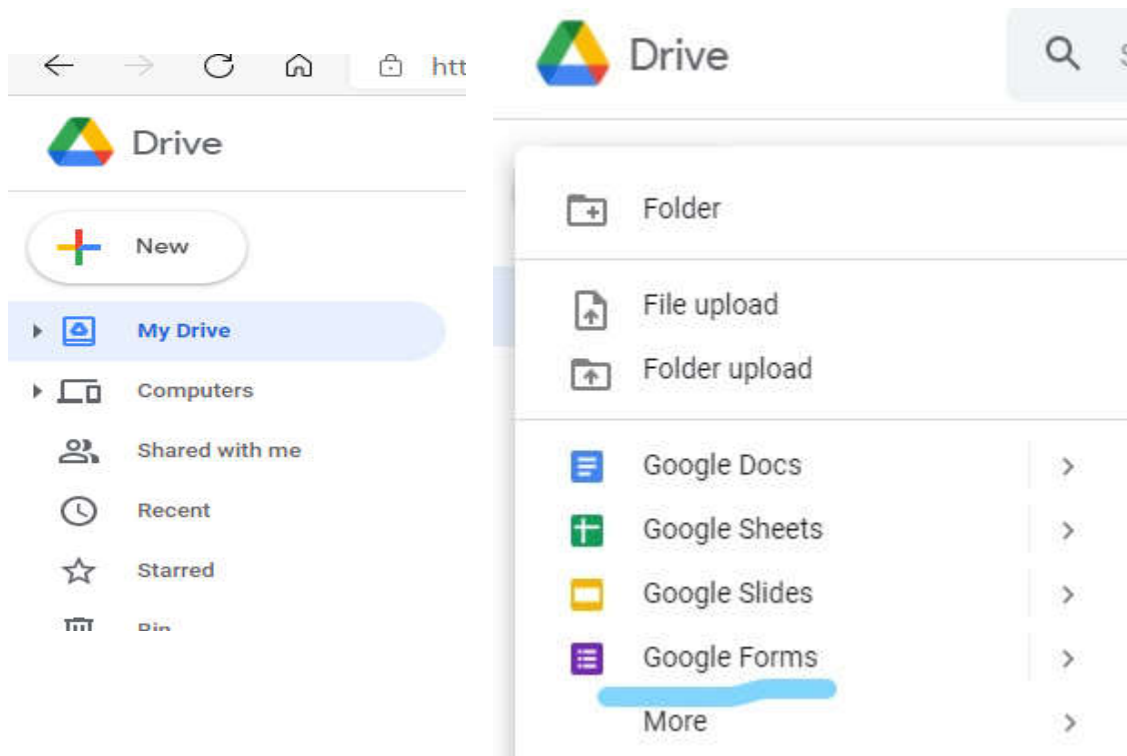 htt
Drive
New
My Drive
Computers
Shared with me
Recent
Starred
Bin
Drive
Folder
File upload
Folder upload
Google Docs
Google Sheets
Google Slides
Google Forms
More